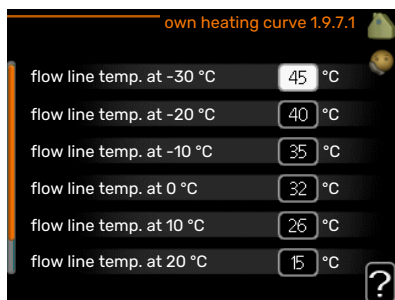 own heating curve 1.9.7.1
flow line temp. at -30 °C 45 °C
flow line temp. at -20 °C 40 °C
flow line temp. at -10 °C 35 °C
flow line temp. at 0 °C 32 °C
flow line temp. at 10 °C 26 °C
flow line temp. at 20 °C 15 °C
?